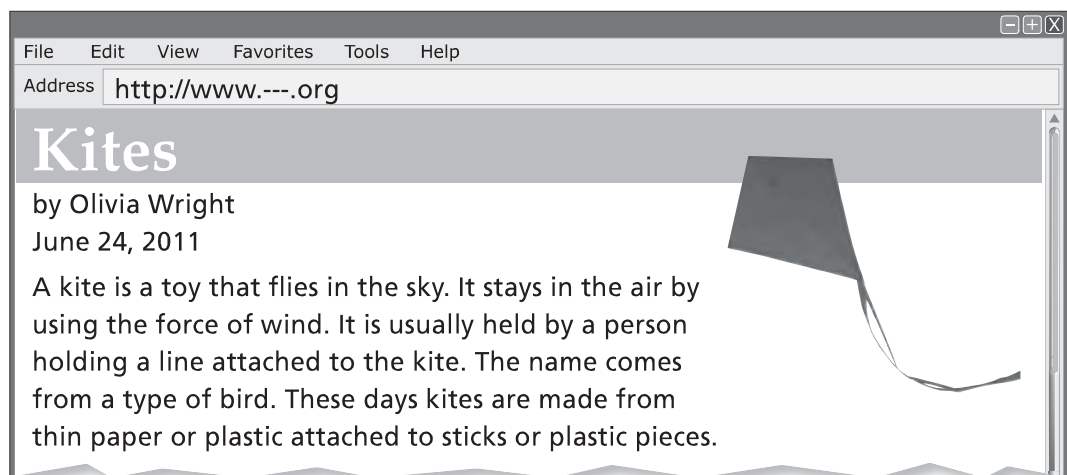 File Edit View Favorites Tools Help
Address http://www.---.org
Kites
by Olivia Wright
June 24, 2011
A kite is a toy that flies in the sky. It stays in the air by
using the force of wind. It is usually held by a person
holding a line attached to the kite. The name comes
from a type of bird. These days kites are made from
thin paper or plastic attached to sticks or plastic pieces.